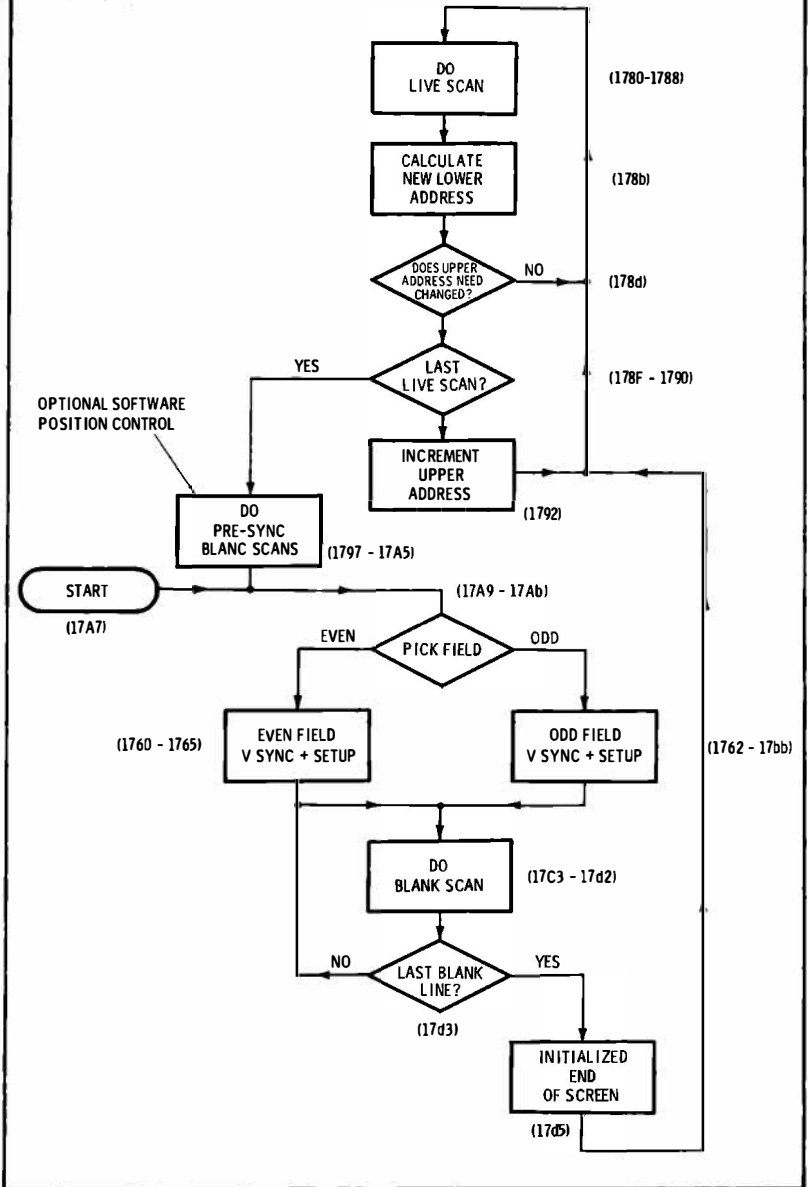 DO
LIVE SCAN
(1780-1788)
CALCULATE
NEW LOWER
ADDRESS
(178b)
DOES UPPER
ADDRESS NEED
CHANGED?
NO
(178d)
YES
LAST
LIVE SCAN?
(178F - 1790)
OPTIONAL SOFTWARE
POSITION CONTROL
INCREMENT
UPPER
ADDRESS
(1792)
DO
PRE-SYNC
BLANC SCANS
(1797 - 17A5)
START
(17A7)
(17A9 - 17Ab)
EVEN
PICK FIELD
ODD
(1760 - 1765)
EVEN FIELD
V SYNC + SETUP
ODD FIELD
V SYNC + SETUP
(1762 - 17bb)
DO
BLANK SCAN
(17C3 - 17d2)
NO
LAST BLANK
LINE?
YES
(17d3)
INITIALIZED
END
OF SCREEN
(17d5)